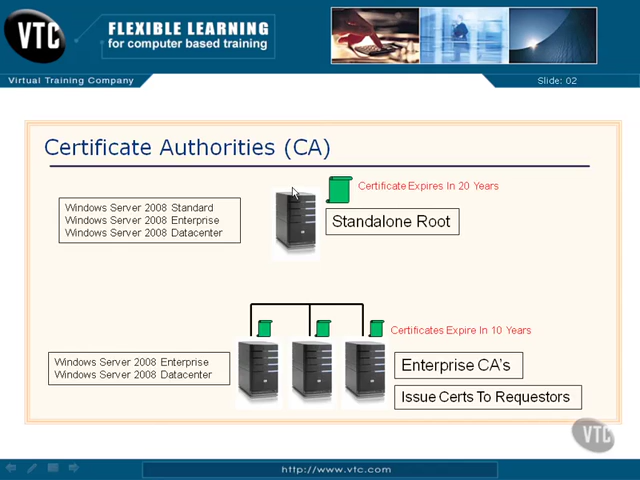 VTC
FLEXIBLE LEARNING
for computer based training
Virtual Training Company
Slide: 02
Certificate Authorities (CA)
Certificate Expires In 20 Years
Windows Server 2008 Standard
Windows Server 2008 Enterprise
Windows Server 2008 Datacenter
Standalone Root
Certificates Expire In 10 Years
Windows Server 2008 Enterprise
Windows Server 2008 Datacenter
Enterprise CA's
Issue Certs To Requestors
VTC
http://www.vtc.com